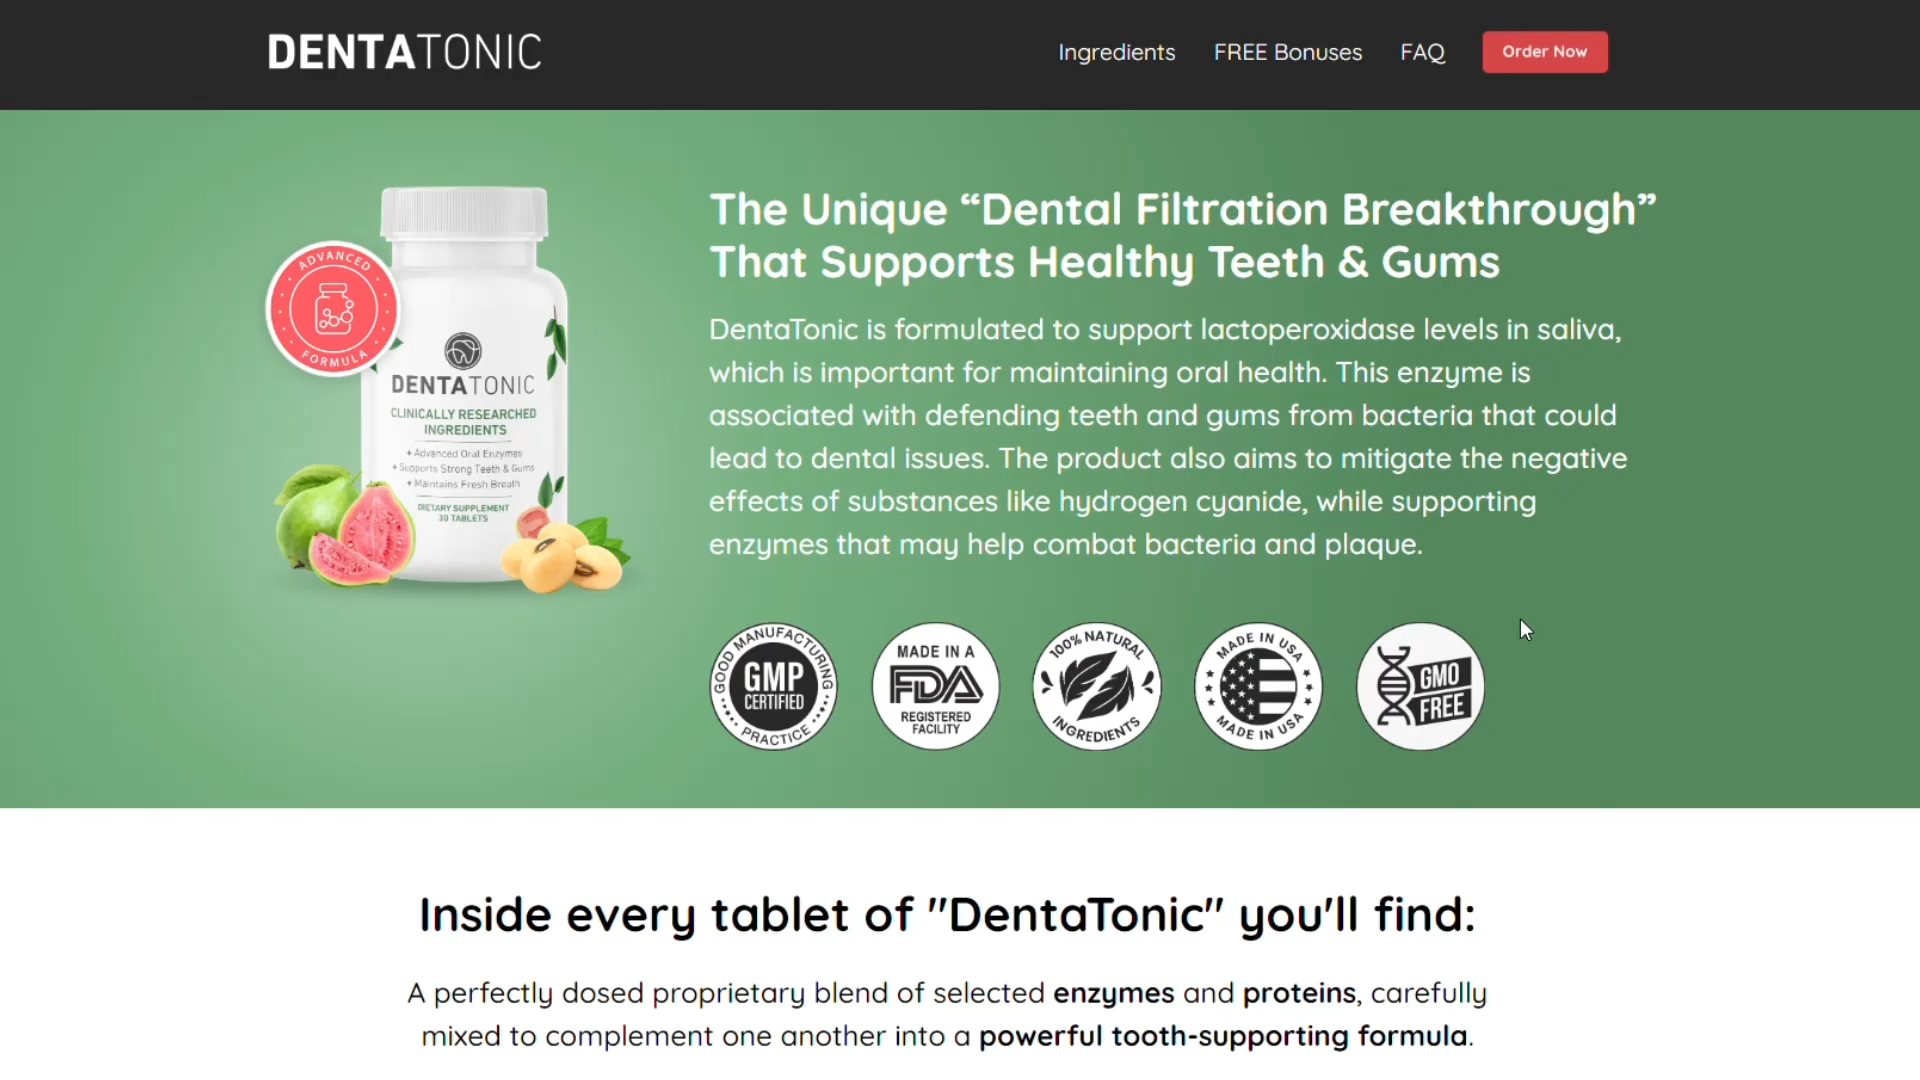 DENTATONIC
Ingredients
FREE Bonuses
FAQ
Order Now
ADVANCED
FORMULA
DENTATONIC
CLINICALLY RESEARCHED
INGREDIENTS
+ Advanced Oral Enzymes
+ Supports Strong Teeth & Gums
+ Maintains Fresh Breath
DIETARY SUPPLEMENT
30 TABLETS
The Unique “Dental Filtration Breakthrough”
That Supports Healthy Teeth & Gums
DentaTonic is formulated to support lactoperoxidase levels in saliva,
which is important for maintaining oral health. This enzyme is
associated with defending teeth and gums from bacteria that could
lead to dental issues. The product also aims to mitigate the negative
effects of substances like hydrogen cyanide, while supporting
enzymes that may help combat bacteria and plaque.
GOOD MANUFACTURING
GMP
CERTIFIED
PRACTICE
MADE IN A
FDA
REGISTERED
FACILITY
100% NATURAL
INGREDIENTS
MADE IN USA
MADE IN USA
GMO
FREE
Inside every tablet of "DentaTonic" you'll find:
A perfectly dosed proprietary blend of selected enzymes and proteins, carefully
mixed to complement one another into a powerful tooth-supporting formula.